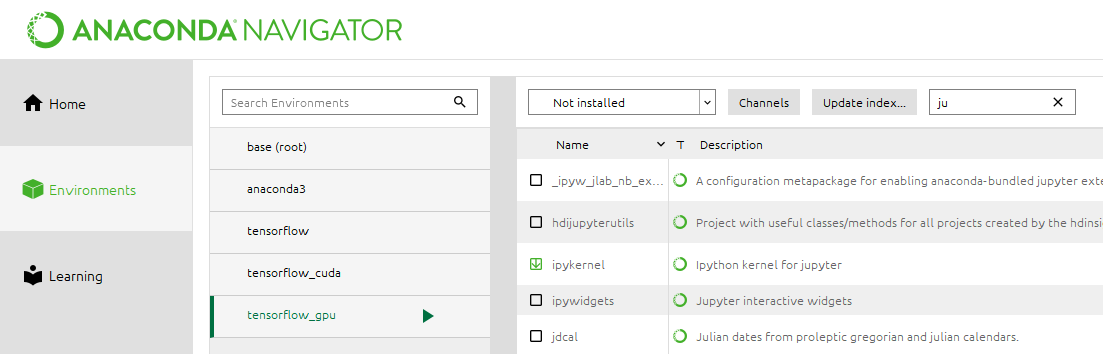 ANACONDA NAVIGATOR
Home
Environments
Learning
Search Environments
base (root)
anaconda3
tensorflow
tensorflow_cuda
tensorflow_gpu
Not installed
Channels
Update index...
ju
Name T Description
_ipyw_jlab_nb_ex... A configuration metapackage for enabling anaconda-bundled jupyter exte
hdijupyterutils Project with useful classes/methods for all projects created by the hdinsi
ipykernel Ipython kernel for jupyter
ipywidgets Jupyter interactive widgets
jdcal Julian dates from proleptic gregorian and julian calendars.